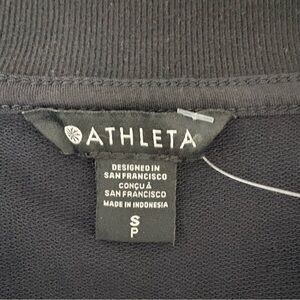 ATHLETA
DESIGNED IN
SAN FRANCISCO
CONÇU À
SAN FRANCISCO
MADE IN INDONESIA
S
P